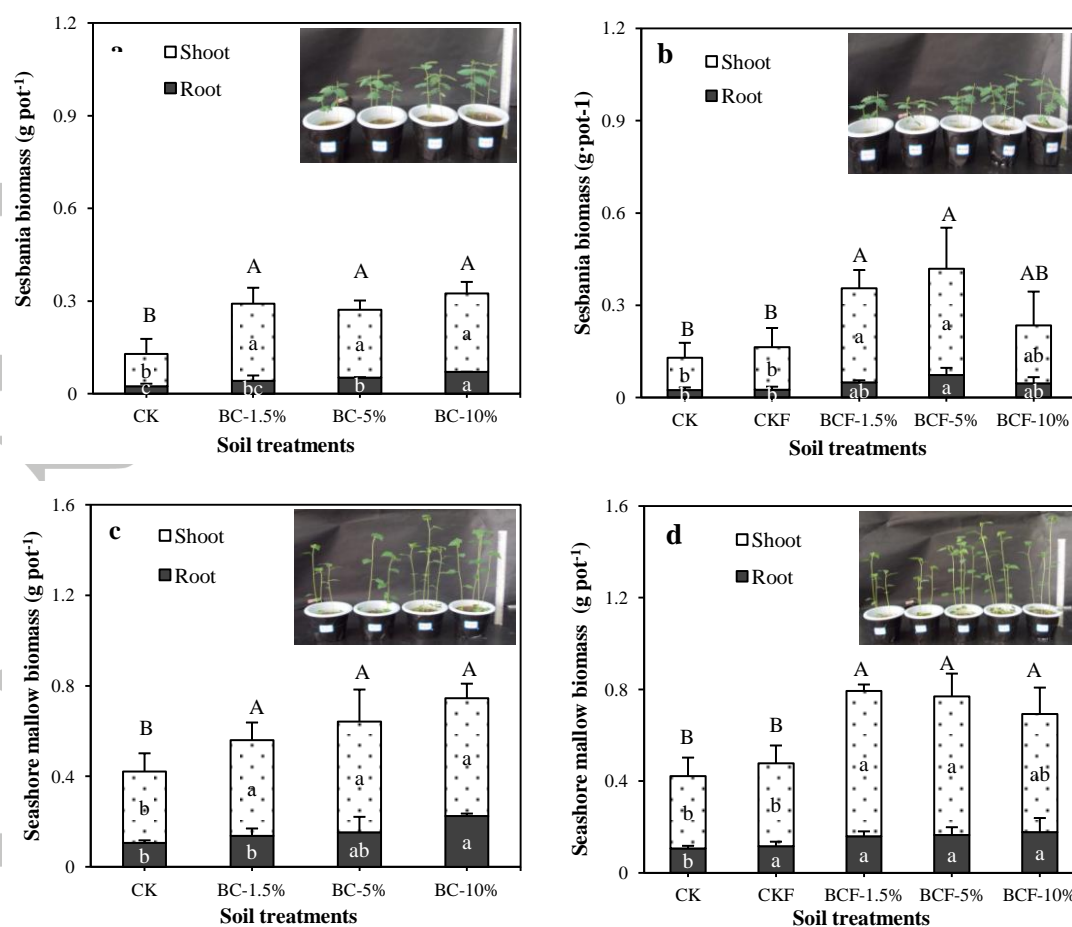 1.2
0.9
0.6
0.3
0
Sesbania biomass (g pot-1)
Shoot
Root
B
A
A
A
b
a
a
a
c
bc
b
a
CK
BC-1.5%
BC-5%
BC-10%
Soil treatments
1.2
0.9
0.6
0.3
0
Sesbania biomass (g·pot-1)
b
Shoot
Root
B
B
A
A
AB
b
b
a
a
ab
b
b
ab
a
ab
CK
CKF
BCF-1.5%
BCF-5%
BCF-10%
Soil treatments
1.6
1.2
0.8
0.4
0
Seashore mallow biomass (g pot-1)
c
Shoot
Root
B
A
A
A
b
a
a
a
b
b
ab
a
CK
BC-1.5%
BC-5%
BC-10%
Soil treatments
1.6
1.2
0.8
0.4
0
Seashore mallow biomass (g pot-1)
d
Shoot
Root
B
B
A
A
A
b
b
a
a
ab
b
a
a
a
a
CK
CKF
BCF-1.5%
BCF-5%
BCF-10%
Soil treatments